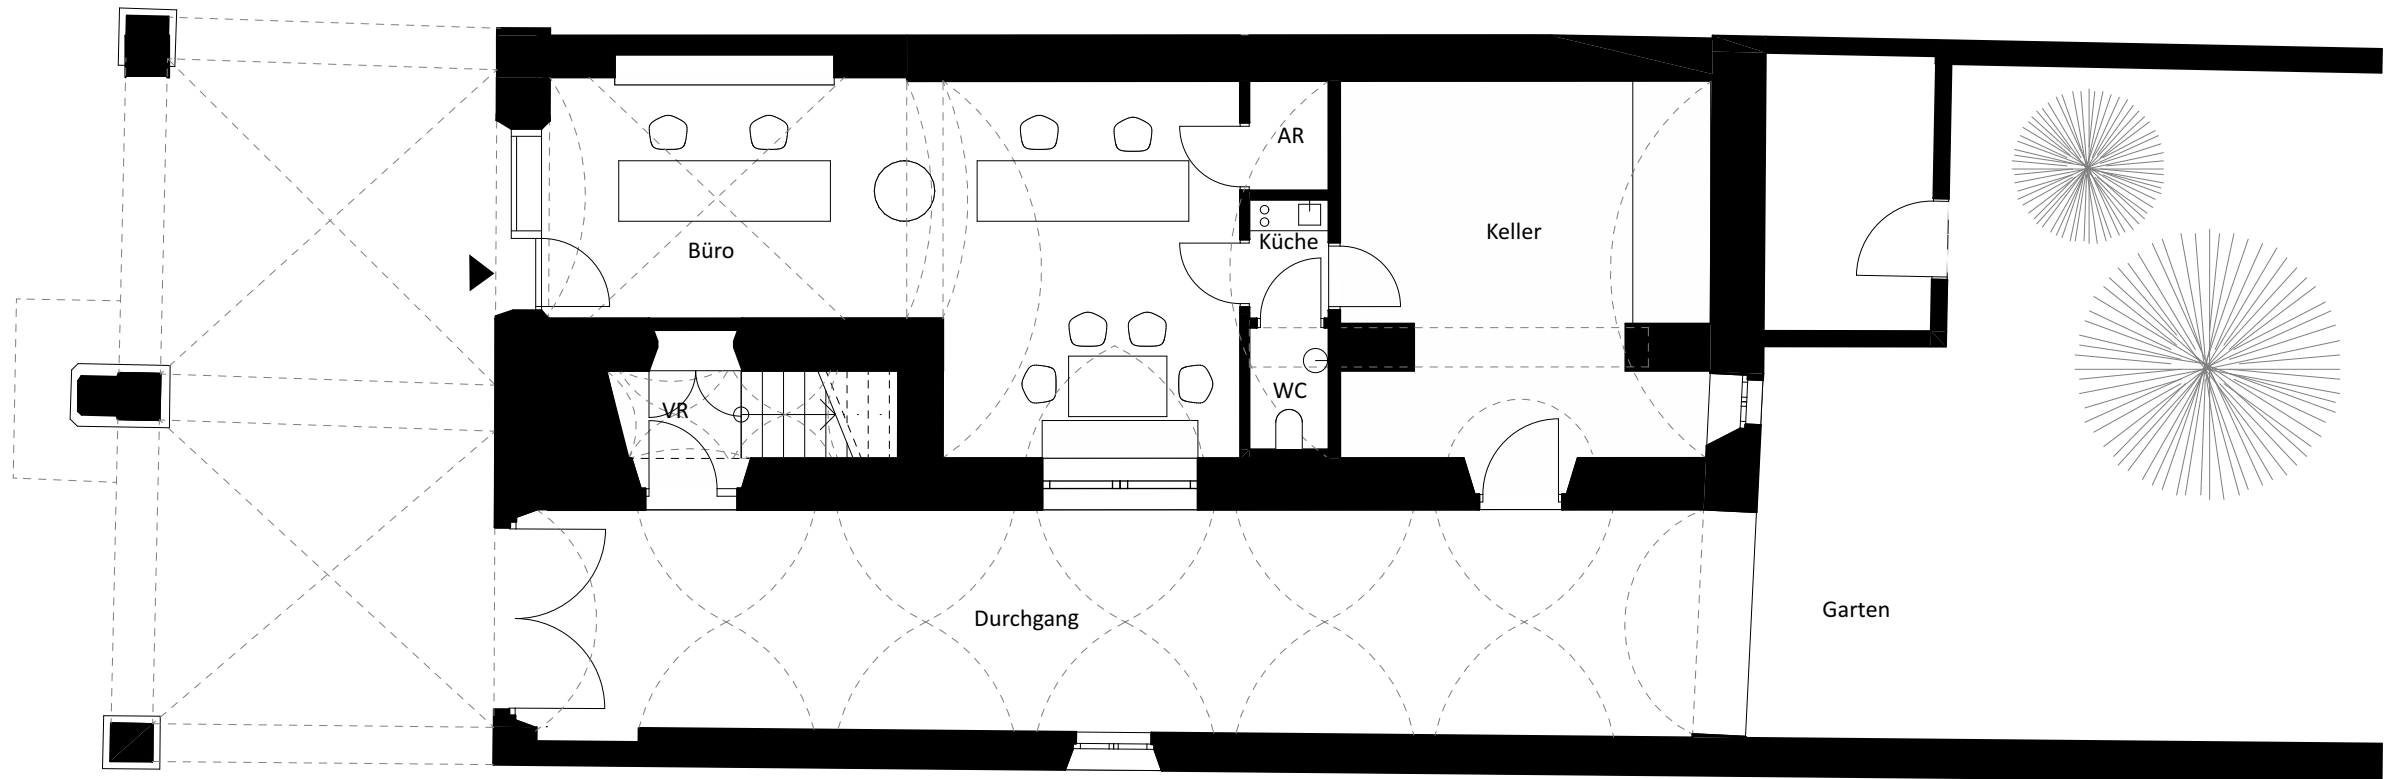 AR
Büro
Küche
Keller
VR
WC
Durchgang
Garten